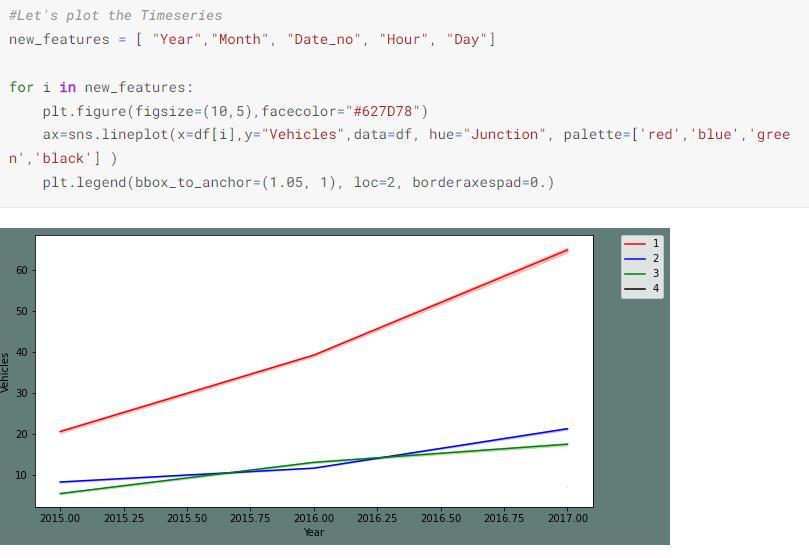 #Let's plot the Timeseries
new_features = [ "Year","Month", "Date_no", "Hour", "Day"]
for i in new_features:
plt.figure(figsize=(10,5),facecolor="#627D78")
ax=sns.lineplot(x=df[i],y="Vehicles",data=df, hue="Junction", palette=['red','blue','gree
n','black'] )
plt.legend(bbox_to_anchor=(1.05, 1), loc=2, borderaxespad=0.)
1
2
3
4
60
50
40
30
20
10
Vehicles
2015.00 2015.25 2015.50 2015.75 2016.00 2016.25 2016.50 2016.75 2017.00
Year